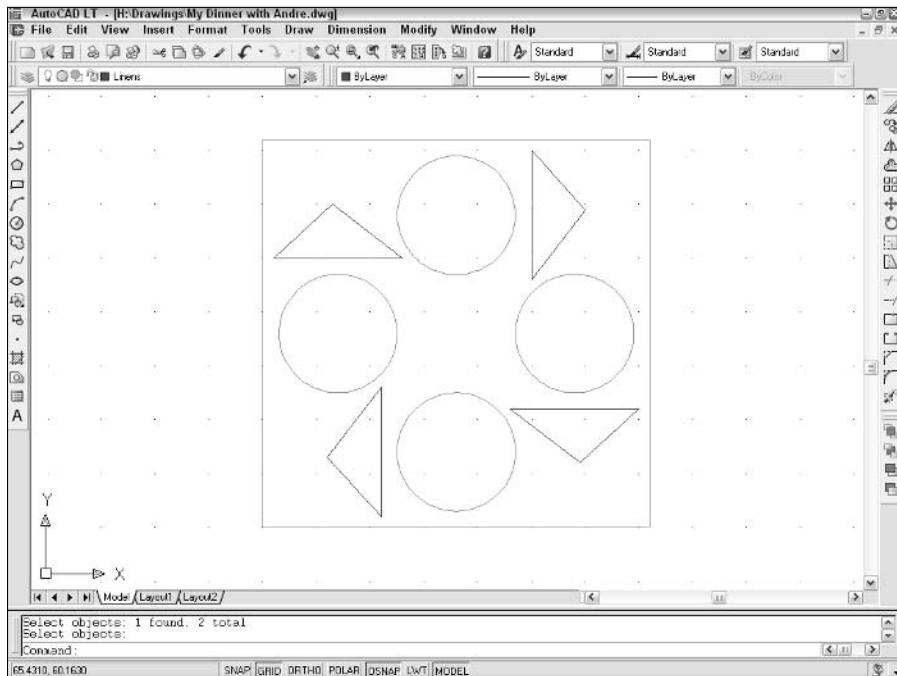 AutoCAD LT - [H:\Drawings\My Dinner with Andre.dwg]
File Edit View Insert Format Tools Draw Dimension Modify Window Help
Standard Standard Standard
Linens ByLayer ByLayer ByLayer ByColor
A
Y
X
Model Layout1 Layout2
Select objects: 1 found, 2 total
Select objects:
Command:
65.4310, 60.1630 SNAP GRID ORTHO POLAR OSNAP LWT MODEL